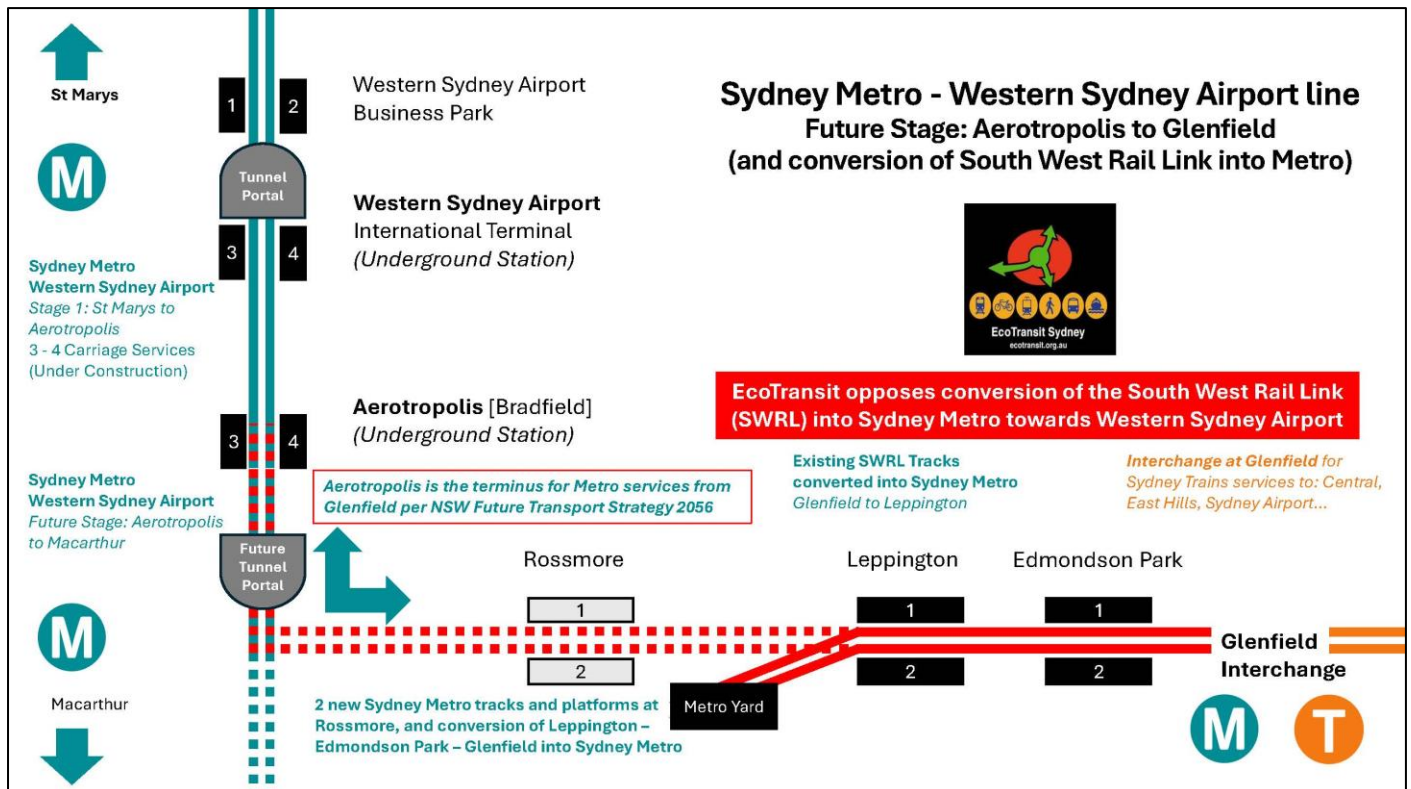 St Marys
M
1
2
Western Sydney Airport
Business Park
Sydney Metro - Western Sydney Airport line
Future Stage: Aerotropolis to Glenfield
(and conversion of South West Rail Link into Metro)
Tunnel
Portal
Western Sydney Airport
International Terminal
(Underground Station)
3
4
Sydney Metro
Western Sydney Airport
Stage 1: St Marys to
Aerotropolis
3 - 4 Carriage Services
(Under Construction)
EcoTransit Sydney
ecotransit.org.au
EcoTransit opposes conversion of the South West Rail Link
(SWRL) into Sydney Metro towards Western Sydney Airport
Aerotropolis [Bradfield]
(Underground Station)
3
4
Existing SWRL Tracks
converted into Sydney Metro
Glenfield to Leppington
Interchange at Glenfield for
Sydney Trains services to: Central,
East Hills, Sydney Airport...
Sydney Metro
Western Sydney Airport
Future Stage: Aerotropolis
to Macarthur
Aerotropolis is the terminus for Metro services from
Glenfield per NSW Future Transport Strategy 2056
Future
Tunnel
Portal
Rossmore
Leppington
Edmondson Park
1
1
1
2
2
2
Glenfield
Interchange
M
Macarthur
2 new Sydney Metro tracks and platforms at
Rossmore, and conversion of Leppington –
Edmondson Park – Glenfield into Sydney Metro
Metro Yard
M
T